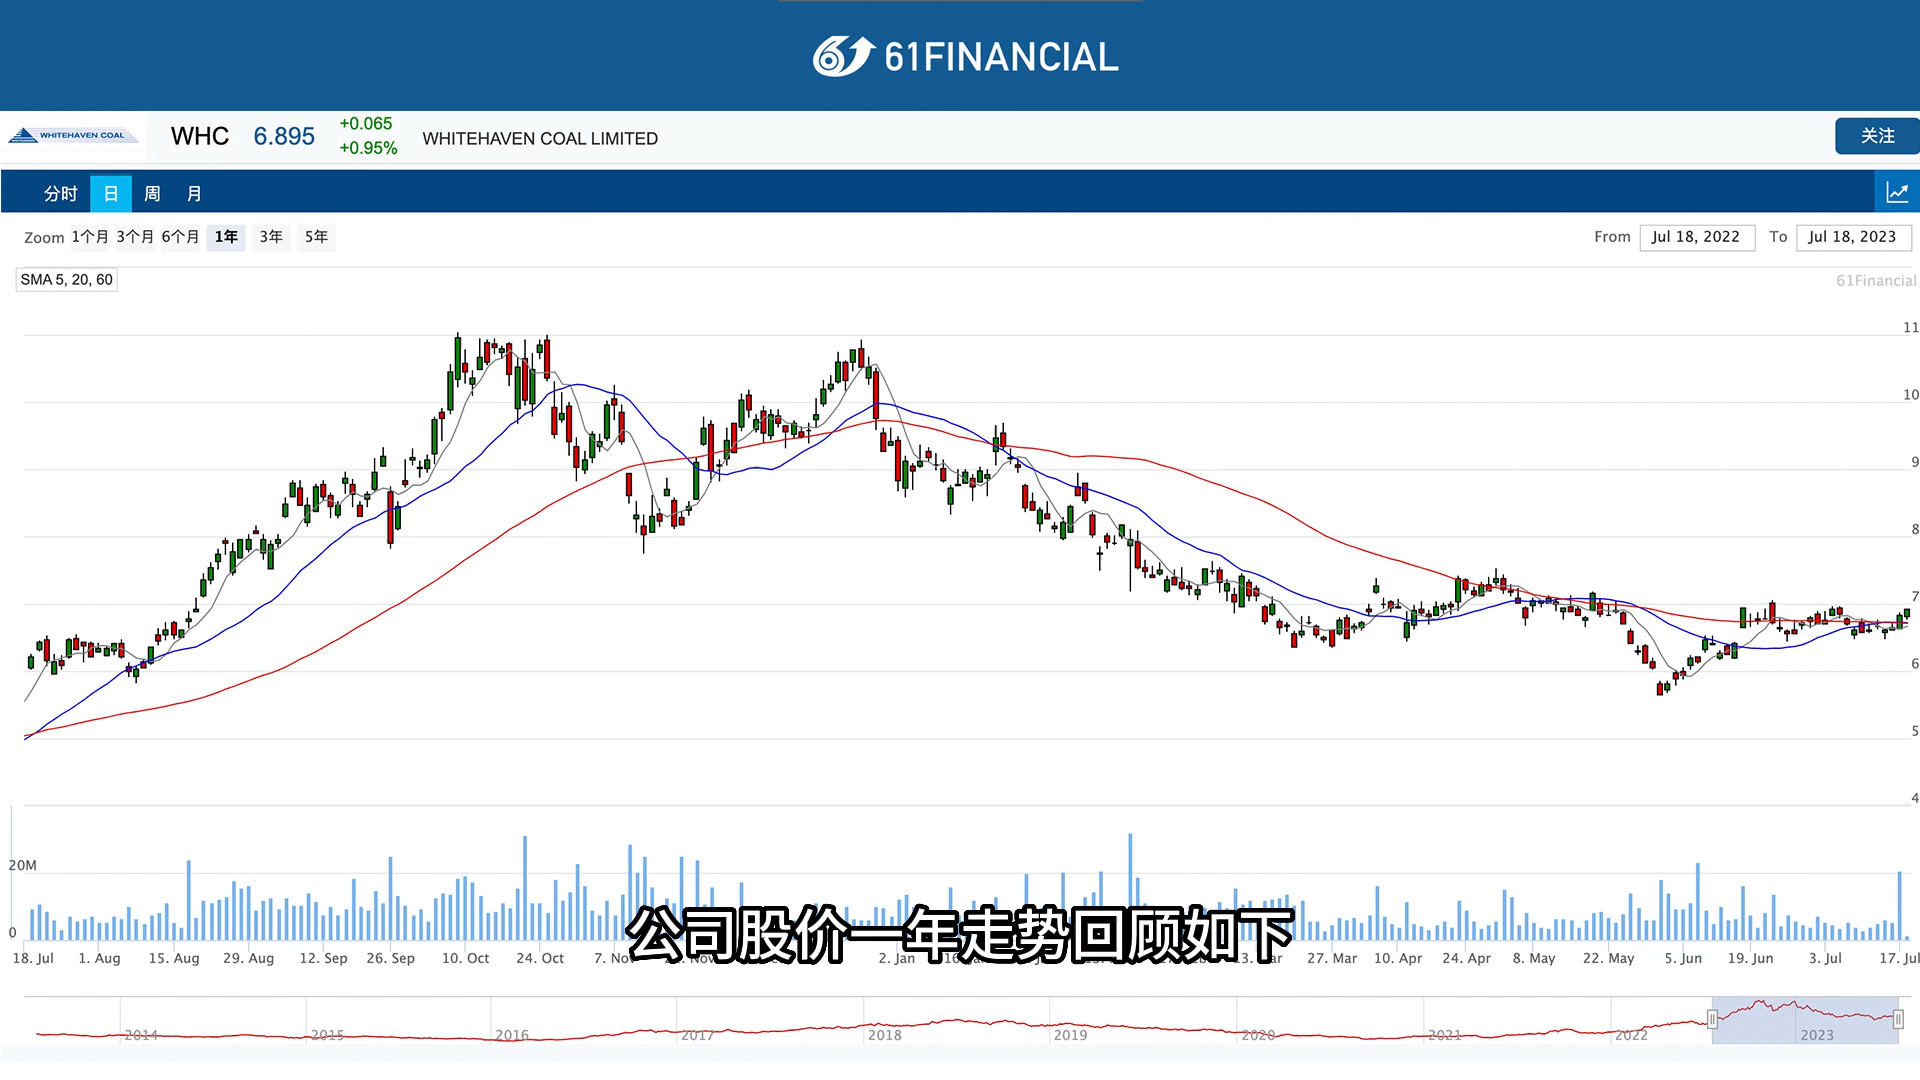 61FINANCIAL
WHITEHAVEN COAL
WHC 6.895 +0.065 +0.95% WHITEHAVEN COAL LIMITED
关注
分时 日 周 月
Zoom 1个月 3个月 6个月 1年 3年 5年
From Jul 18, 2022 To Jul 18, 2023
SMA 5, 20, 60
61Financial
11
10
9
8
7
6
5
4
20M
0
公司股价一年走势回顾如下
18. Jul 1. Aug 15. Aug 29. Aug 12. Sep 26. Sep 10. Oct 24. Oct 7. Nov Nov 2. Jan 27. Mar 10. Apr 24. Apr 8. May 22. May 5. Jun 19. Jun 3. Jul 17. Jul
2014 2015 2016 2017 2018 2019 2020 2021 2022 2023